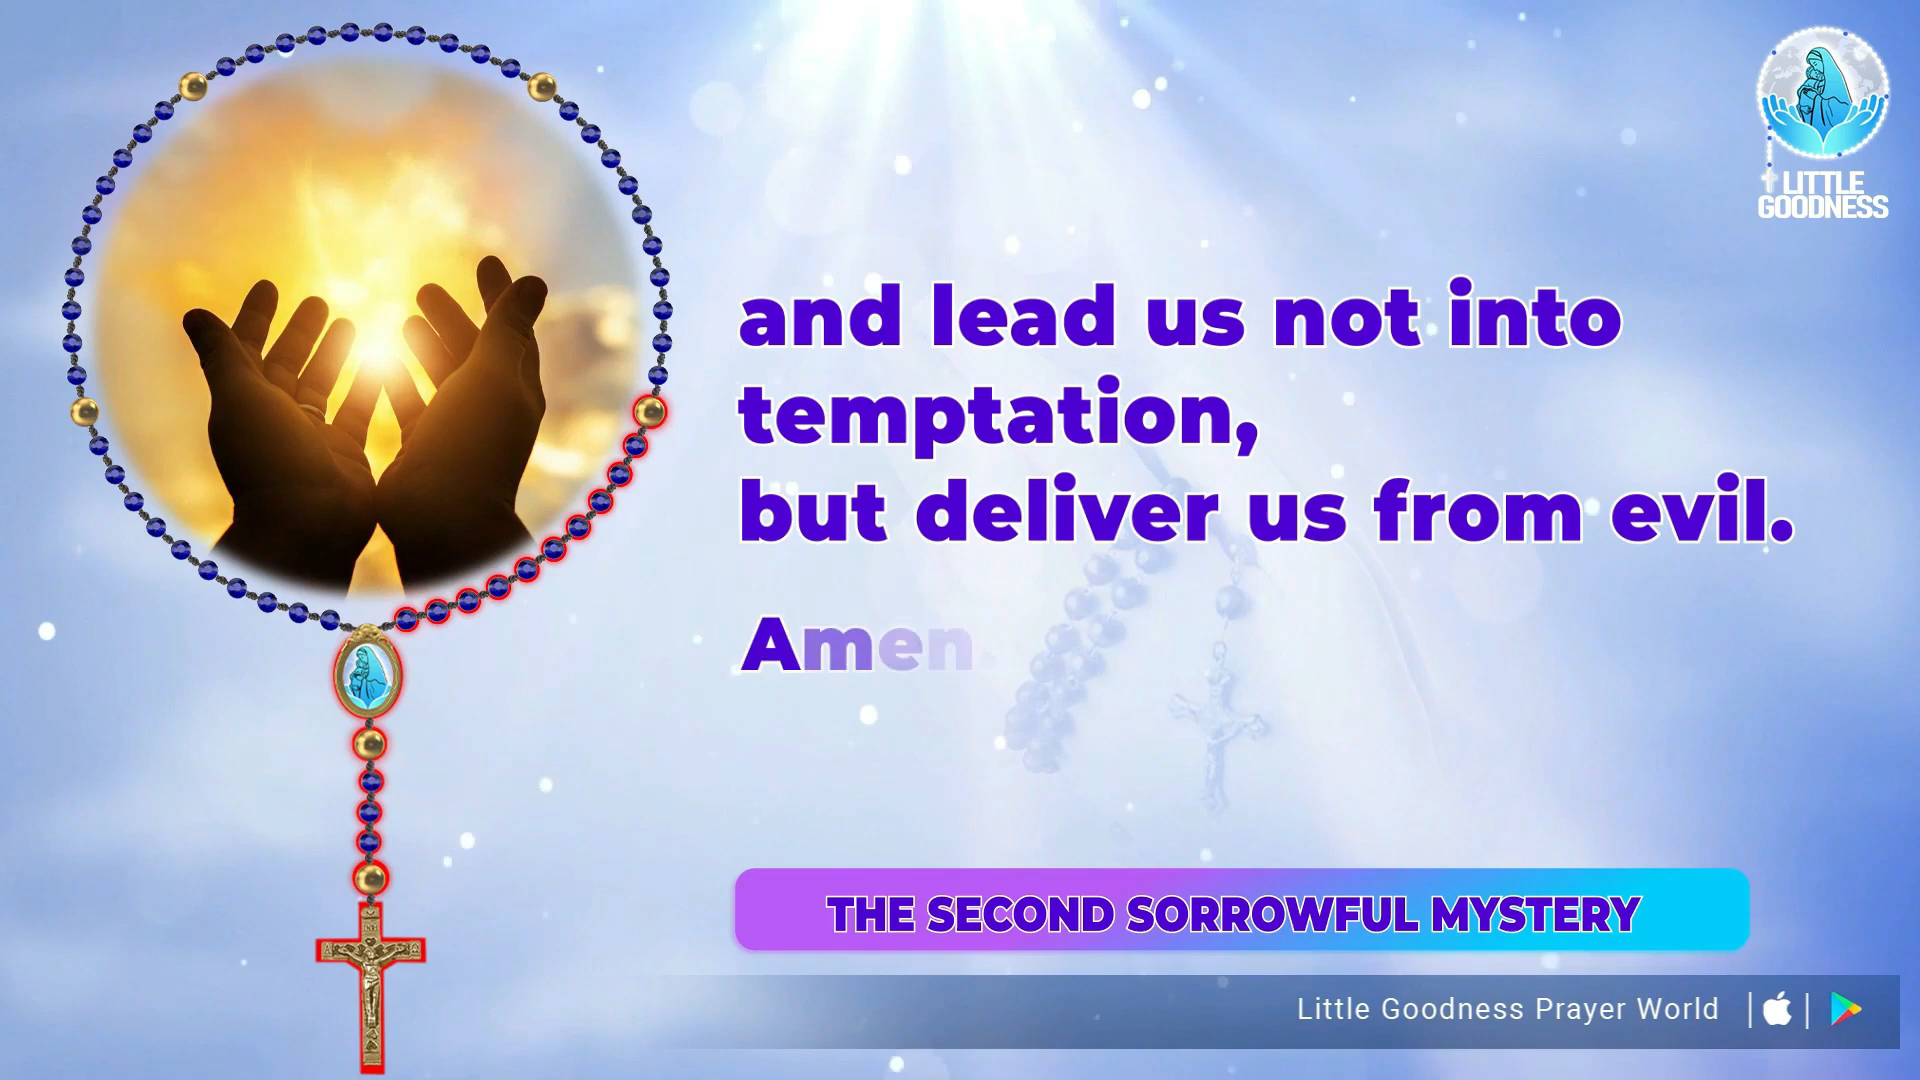 LITTLE
GOODNESS
and lead us not into
temptation,
but deliver us from evil.
Amen.
THE SECOND SORROWFUL MYSTERY
Little Goodness Prayer World